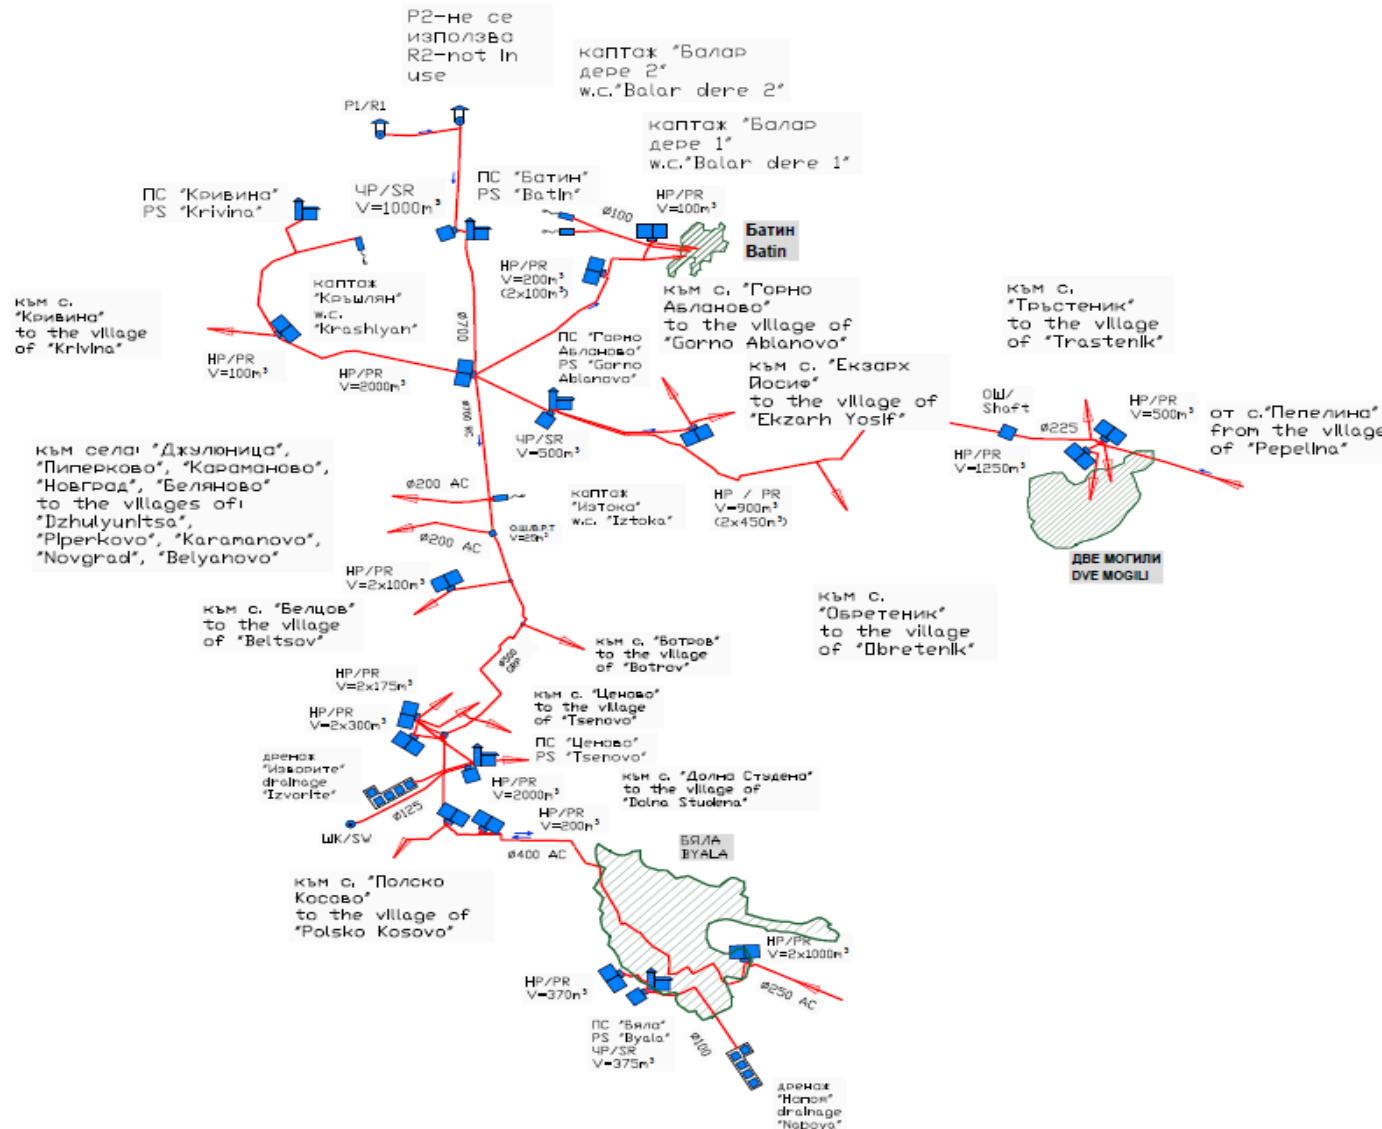 P2-не се
използва
R2-not in
use
каптаж "Балар
дере 2"
w.c."Balar dere 2"
P1/R1
каптаж "Балар
дере 1"
w.c."Balar dere 1"
ПС "Кривина"
PS "Krivina"
ЧР/SR
V=1000m³
ПС "Батин"
PS "Batin"
НР/PR
V=100m³
ø100
Батин
Batin
НР/PR
V=200m³
(2x100m³)
каптаж
"Кръшлян"
w.c.
"Krashlyan"
към с.
"Кривина"
to the village
of "Krivina"
към с. "Горно
Абланово"
to the village of
"Gorno Ablanovo"
към с.
"Тръстеник"
to the village
of "Trastenik"
ø700
ПС "Горно
Абланово"
PS "Gorno
Ablanovo"
НР/PR
V=100m³
НР/PR
V=2000m³
към с. "Екзарх
Йосиф"
to the village of
"Ekzarh Yosif"
ОШ/
Shaft
НР/PR
V=500m³
от с."Пепелина"
from the village
of "Pepelina"
ø225
НР/PR
V=1250m³
ЧР/SR
V=500m³
към села: "Джулюница",
"Пиперково", "Караманово",
"Новград", "Беляново"
to the villages of:
"Dzhulyunitsa",
"Piperkovo", "Karamanovo",
"Novgrad", "Belyanovo"
ø200 AC
каптаж
"Изтока"
w.c. "Iztoka"
НР / PR
V=900m³
(2x450m³)
ø200 AC
О.Ш./B.P.T
V=25m³
ДВЕ МОГИЛИ
DVE MOGILI
НР/PR
V=2x100m³
към с. "Белцов"
to the village
of "Beltsov"
към с.
"Обретеник"
to the village
of "Obretenik"
към с. "Ботров"
to the village
of "Botrov"
ø500
GRP
НР/PR
V=2x175m³
НР/PR
V=2x300m³
към с. "Ценово"
to the village
of "Tsenovo"
ПС "Ценово"
PS "Tsenovo"
дренаж
"Изворите"
drainage
"Izvorite"
ø125
НР/PR
V=2000m³
към с. "Долна Студена"
to the village of
"Dolna Studena"
НР/PR
V=200m³
ШК/SW
ø400 AC
БЯЛА
BYALA
към с. "Полско
Косово"
to the village of
"Polsko Kosovo"
НР/PR
V=2x1000m³
НР/PR
V=370m³
ø250 AC
ПС "Бяла"
PS "Byala"
ЧР/SR
V=375m³
ø100
дренаж
drainage